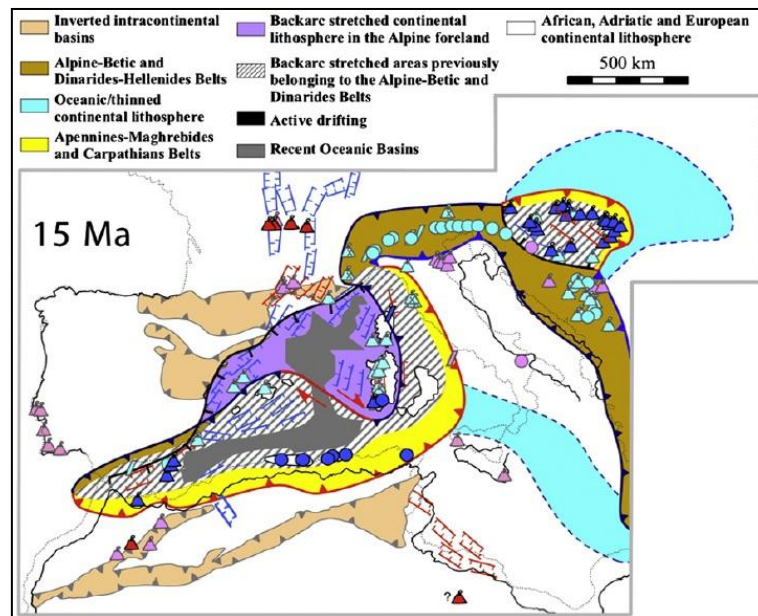 Inverted intracontinental
basins
Alpine-Betic and
Dinarides-Hellenides Belts
Oceanic/thinned
continental lithosphere
Apennines-Maghrebides
and Carpathians Belts
Backarc stretched continental
lithosphere in the Alpine foreland
Backarc stretched areas previously
belonging to the Alpine-Betic and
Dinarides Belts
Active drifting
Recent Oceanic Basins
African, Adriatic and European
continental lithosphere
500 km
15 Ma
?